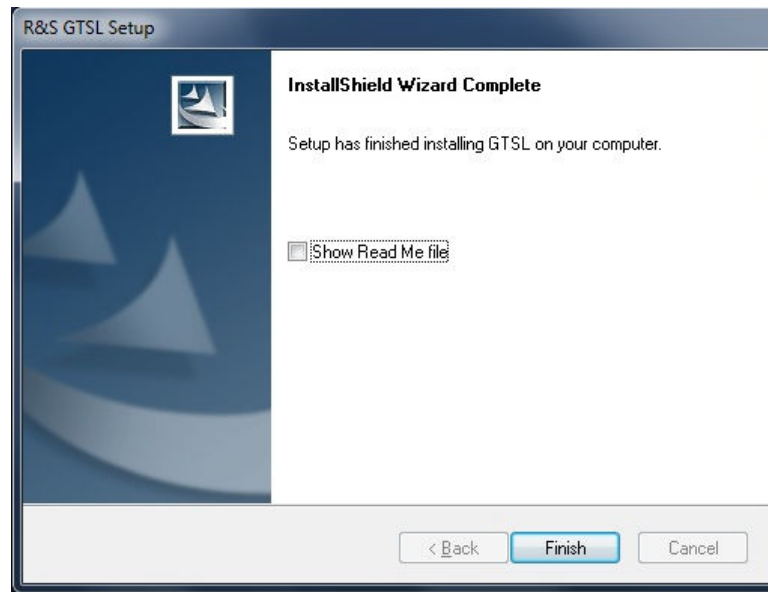 R&S GTSL Setup
InstallShield Wizard Complete
Setup has finished installing GTSL on your computer.
Show Read Me file
< Back
Finish
Cancel